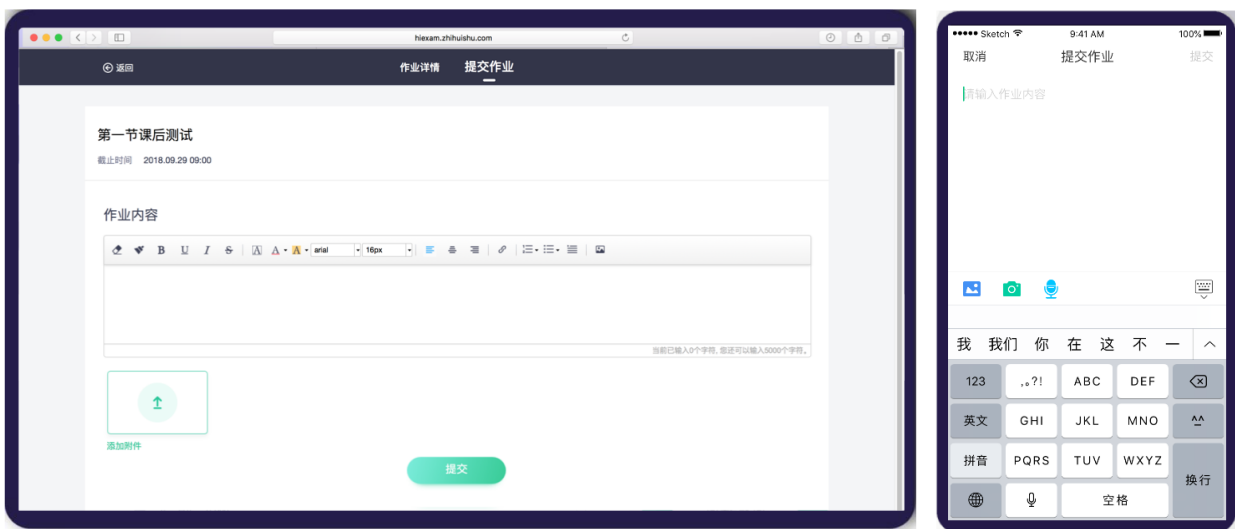 hiexam.zhihuishu.com
返回
作业详情 提交作业
第一节课后测试
截止时间 2018.09.29 09:00
作业内容
B U I S A A A arial 16px
当前已输入0个字符, 您还可以输入5000个字符。
添加附件
提交
Sketch 9:41 AM 100%
取消 提交作业 提交
请输入作业内容
我 我们 你 在 这 不 一
123 ,。?! ABC DEF
英文 GHI JKL MNO ^^
拼音 PQRS TUV WXYZ
换行
空格